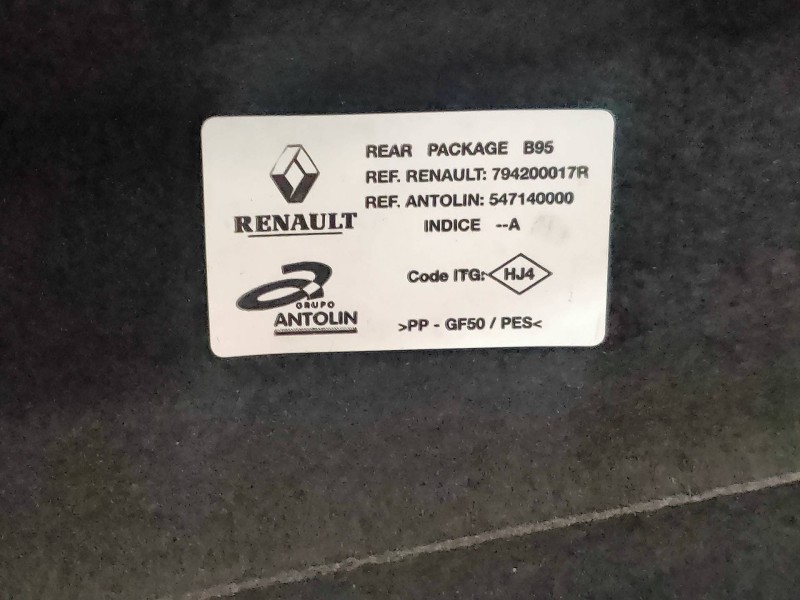 RENAULT
REAR PACKAGE B95
REF. RENAULT: 794200017R
REF. ANTOLIN: 547140000
INDICE --A
GRUPO
ANTOLIN
Code ITG: HJ4
>PP - GF50 / PES<